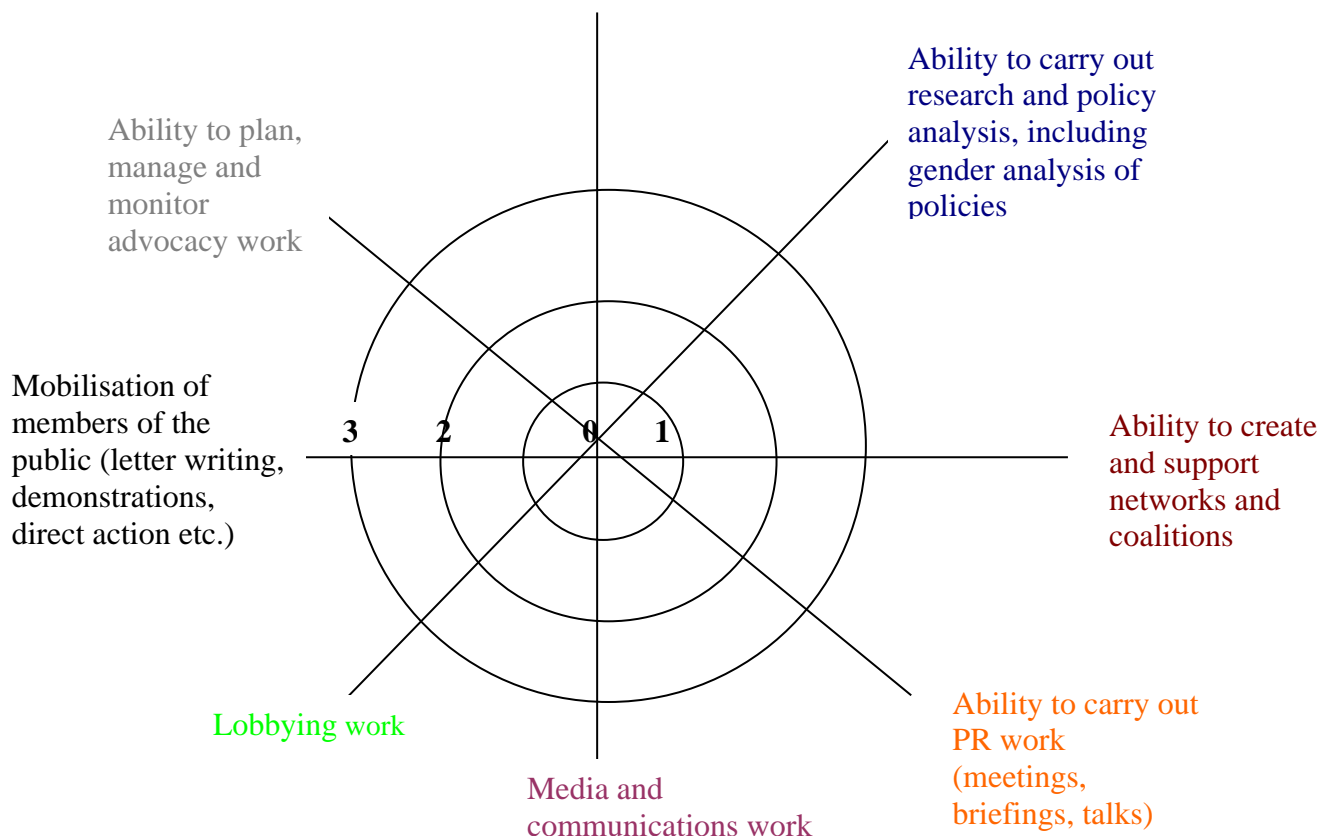 Ability to carry out
research and policy
analysis, including
gender analysis of
policies
Ability to plan,
manage and
monitor
advocacy work
Mobilisation of
members of the
public (letter writing,
demonstrations,
direct action etc.)
3 2 0 1
Ability to create
and support
networks and
coalitions
Lobbying work
Ability to carry out
PR work
(meetings,
briefings, talks)
Media and
communications work